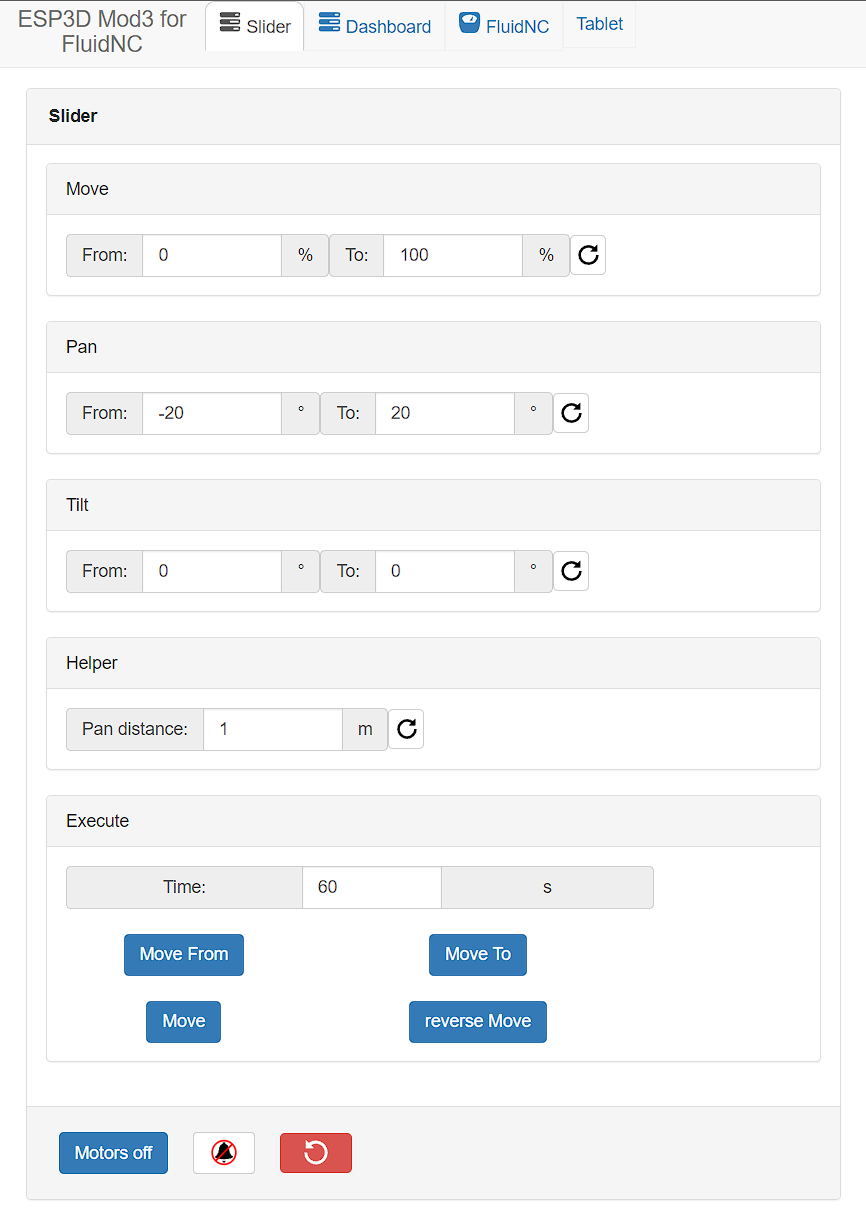 ESP3D Mod3 for
FluidNC
Slider Dashboard FluidNC Tablet
Slider
Move
From: 0 % To: 100 %
Pan
From: -20 ° To: 20 °
Tilt
From: 0 ° To: 0 °
Helper
Pan distance: 1 m
Execute
Time: 60 s
Move From Move To
Move reverse Move
Motors off